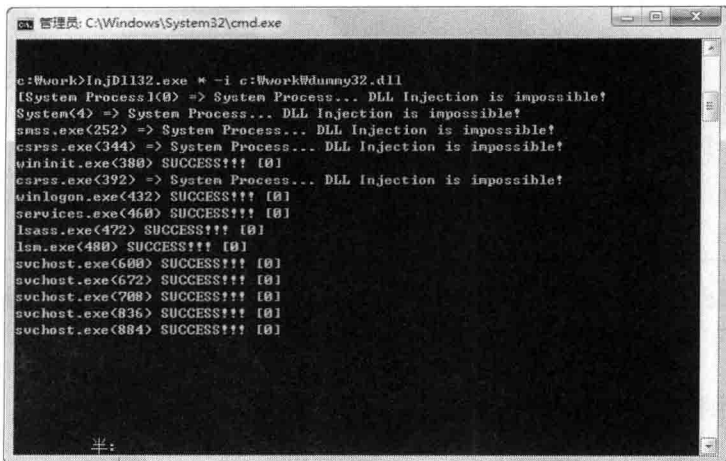 管理员: C:\Windows\System32\cmd.exe
c:₩work>InjDll32.exe * -i c:₩work₩dummy32.dll
[System Process](0) => System Process... DLL Injection is impossible!
System(4) => System Process... DLL Injection is impossible!
smss.exe(252) => System Process... DLL Injection is impossible!
csrss.exe(344) => System Process... DLL Injection is impossible!
wininit.exe(380) SUCCESS!!! [0]
csrss.exe(392) => System Process... DLL Injection is impossible!
winlogon.exe(432) SUCCESS!!! [0]
services.exe(460) SUCCESS!!! [0]
lsass.exe(472) SUCCESS!!! [0]
lsm.exe(480) SUCCESS!!! [0]
svchost.exe(600) SUCCESS!!! [0]
svchost.exe(672) SUCCESS!!! [0]
svchost.exe(708) SUCCESS!!! [0]
svchost.exe(836) SUCCESS!!! [0]
svchost.exe(884) SUCCESS!!! [0]
半: